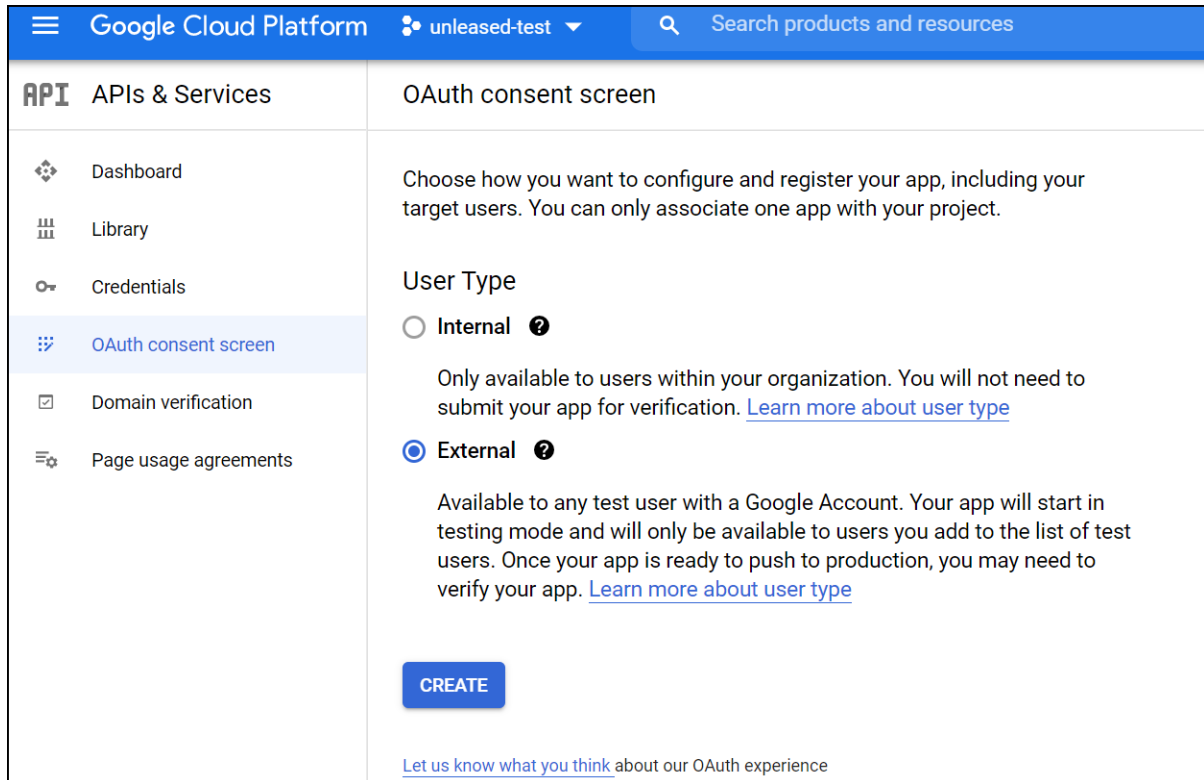 Google Cloud Platform
unleased-test
Search products and resources
API
APIs & Services
Dashboard
Library
Credentials
OAuth consent screen
Domain verification
Page usage agreements
OAuth consent screen
Choose how you want to configure and register your app, including your
target users. You can only associate one app with your project.
User Type
Internal ?
Only available to users within your organization. You will not need to
submit your app for verification. Learn more about user type
External ?
Available to any test user with a Google Account. Your app will start in
testing mode and will only be available to users you add to the list of test
users. Once your app is ready to push to production, you may need to
verify your app. Learn more about user type
CREATE
Let us know what you think about our OAuth experience